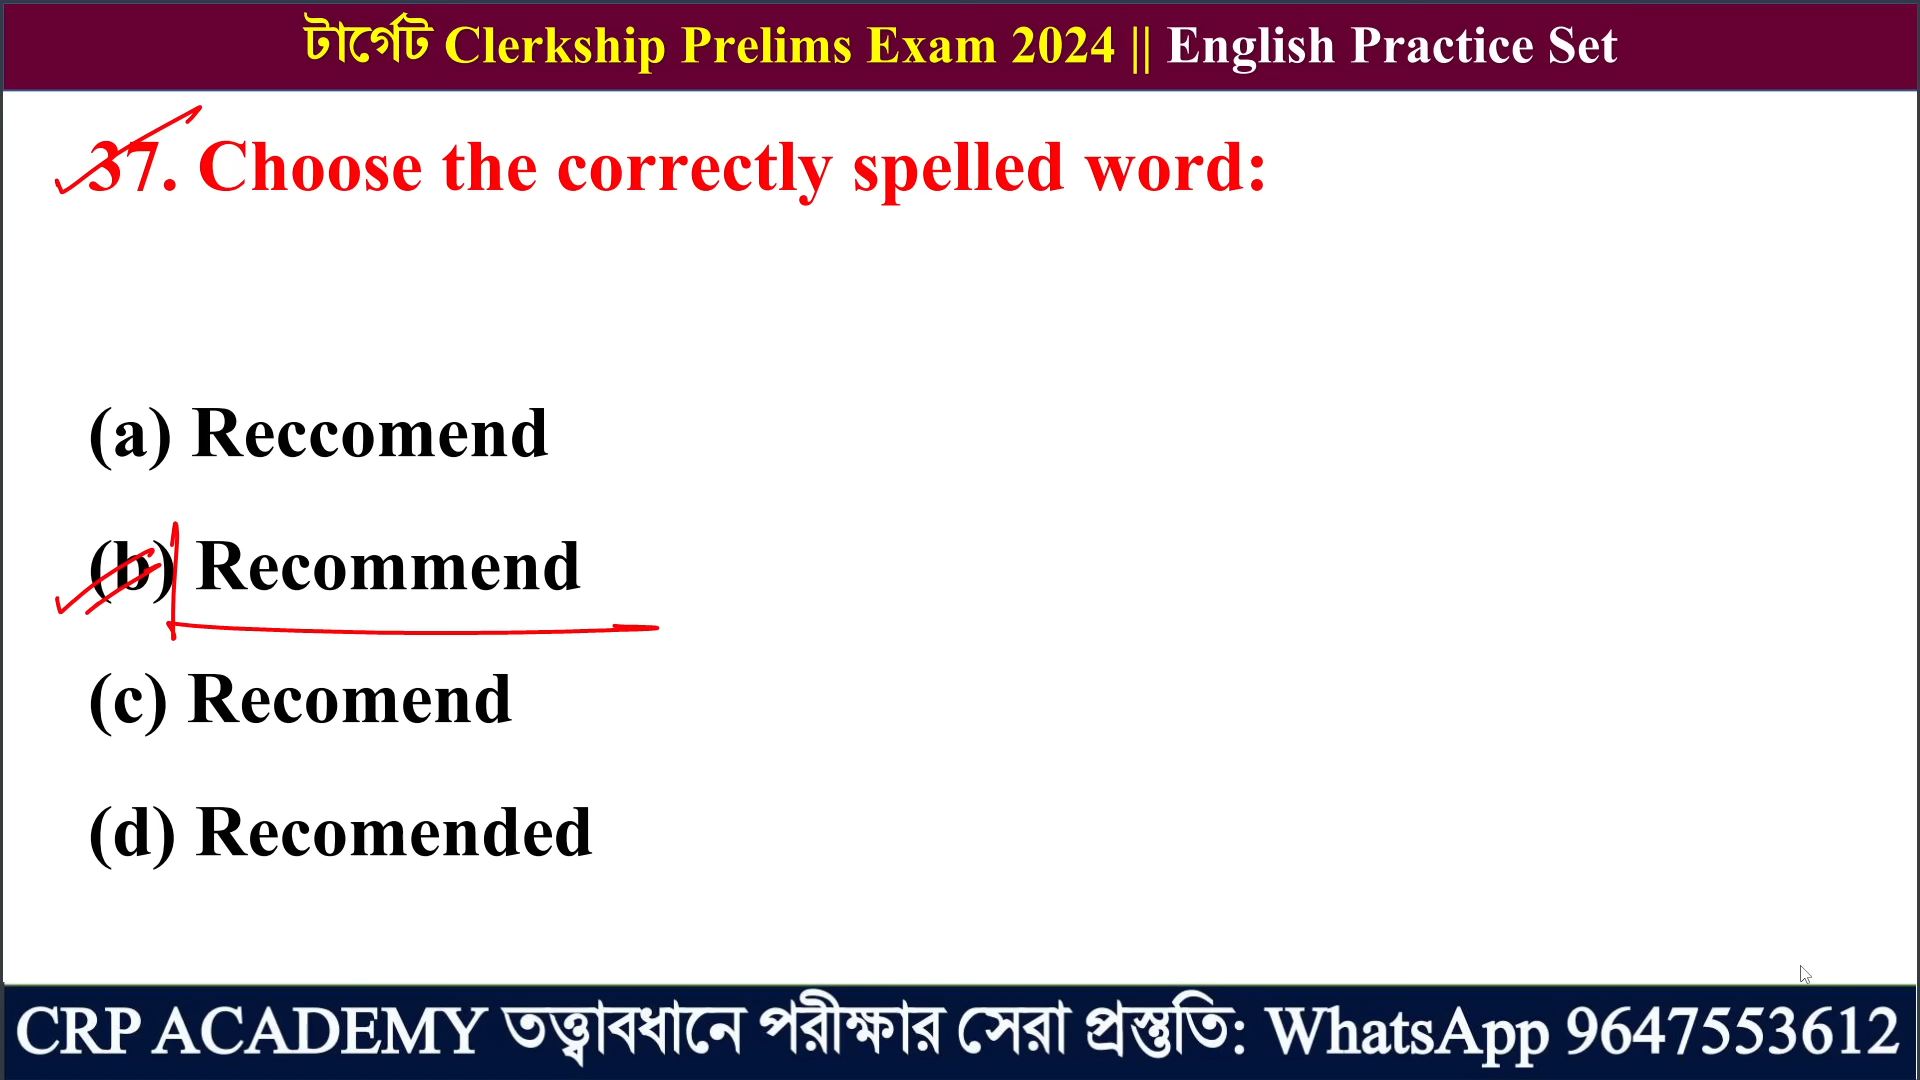 টার্গেট Clerkship Prelims Exam 2024 || English Practice Set
37. Choose the correctly spelled word:
(a) Reccomend
(b) Recommend
(c) Recomend
(d) Recomended
CRP ACADEMY তত্ত্বাবধানে পরীক্ষার সেরা প্রস্তুতি: WhatsApp 9647553612